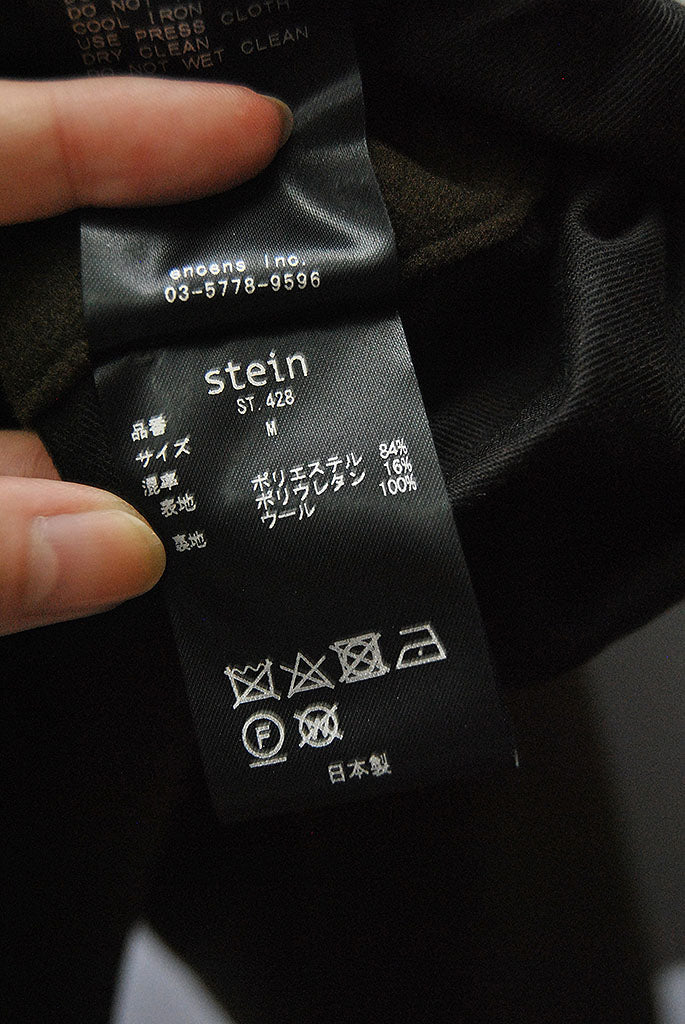 DO NOT
COOL IRON
USE PRESS CLOTH
DRY CLEAN
DO NOT WET CLEAN
encens Inc.
03-5778-9596
stein
品番 ST.428
サイズ M
混率
表地 ポリエステル 84%
ポリウレタン 16%
裏地 ウール 100%
F
W
日本製